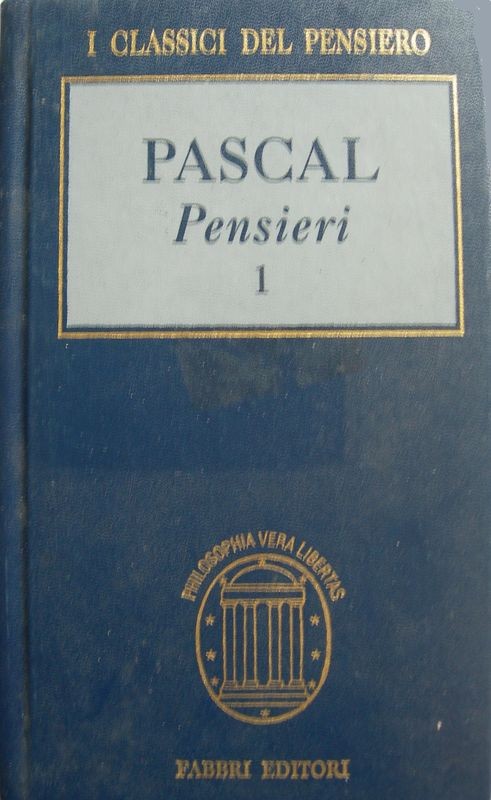 I CLASSICI DEL PENSIERO
PASCAL
Pensieri
1
PHILOSOPHIA VERA LIBERTAS
FABBRI EDITORI